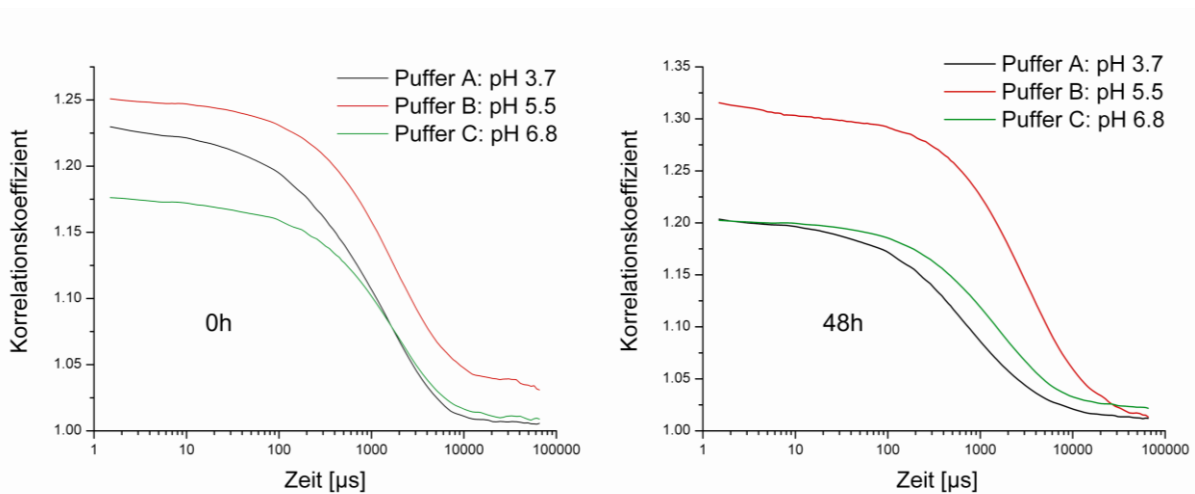 Puffer A: pH 3.7
Puffer B: pH 5.5
Puffer C: pH 6.8
1.25
1.20
1.15
1.10
1.05
1.00
Korrelationskoeffizient
0h
1 10 100 1000 10000 100000
Zeit [µs]
Puffer A: pH 3.7
Puffer B: pH 5.5
Puffer C: pH 6.8
1.35
1.30
1.25
1.20
1.15
1.10
1.05
1.00
Korrelationskoeffizient
48h
1 10 100 1000 10000 100000
Zeit [µs]